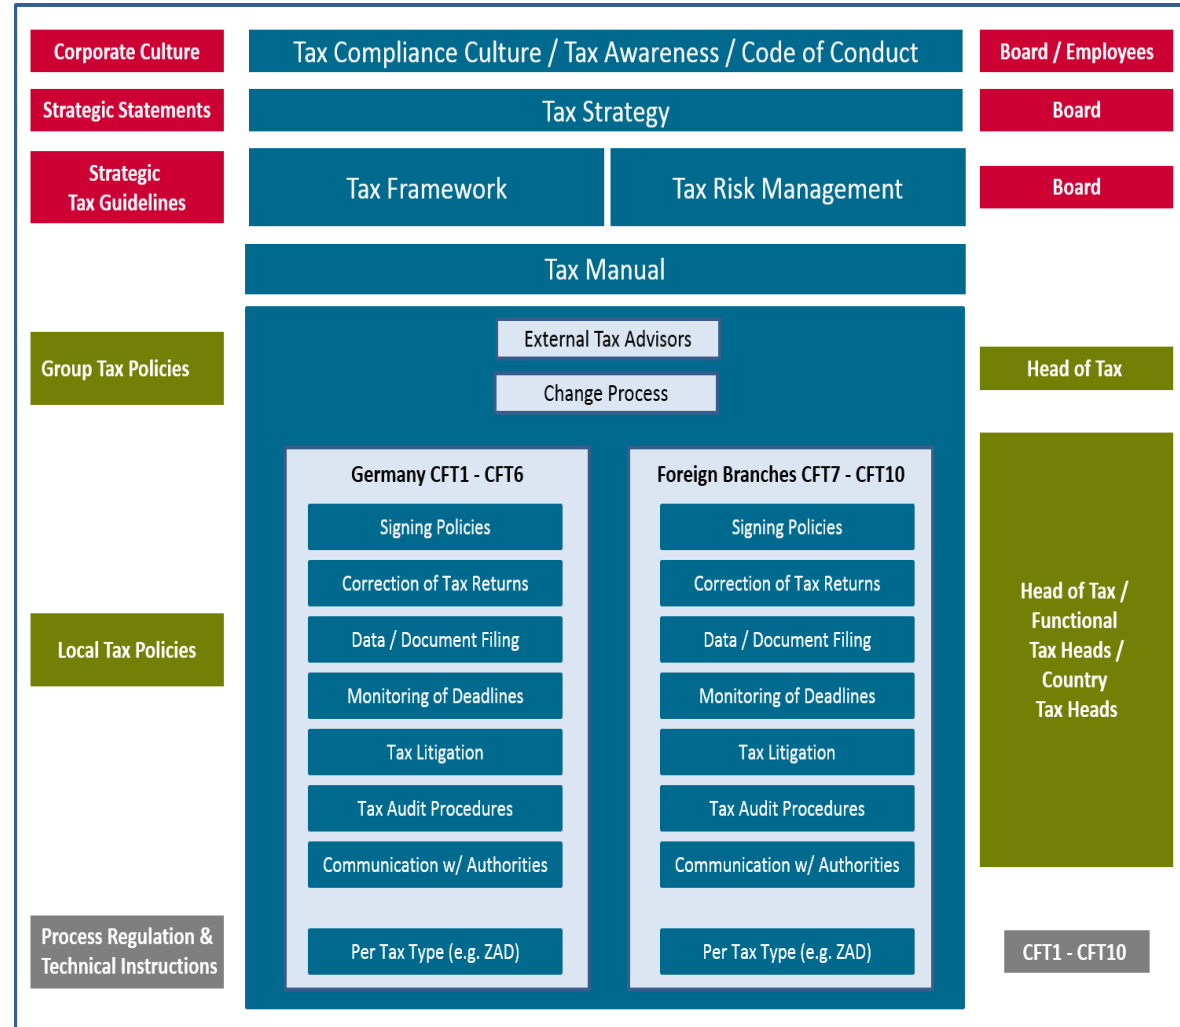 Corporate Culture
Tax Compliance Culture / Tax Awareness / Code of Conduct
Board / Employees
Strategic Statements
Tax Strategy
Board
Strategic
Tax Guidelines
Tax Framework
Tax Risk Management
Board
Tax Manual
Group Tax Policies
External Tax Advisors
Change Process
Head of Tax
Local Tax Policies
Germany CFT1 - CFT6
Signing Policies
Correction of Tax Returns
Data / Document Filing
Monitoring of Deadlines
Tax Litigation
Tax Audit Procedures
Communication w/ Authorities
Per Tax Type (e.g. ZAD)
Foreign Branches CFT7 - CFT10
Signing Policies
Correction of Tax Returns
Data / Document Filing
Monitoring of Deadlines
Tax Litigation
Tax Audit Procedures
Communication w/ Authorities
Per Tax Type (e.g. ZAD)
Head of Tax /
Functional
Tax Heads /
Country
Tax Heads
Process Regulation &
Technical Instructions
CFT1 - CFT10